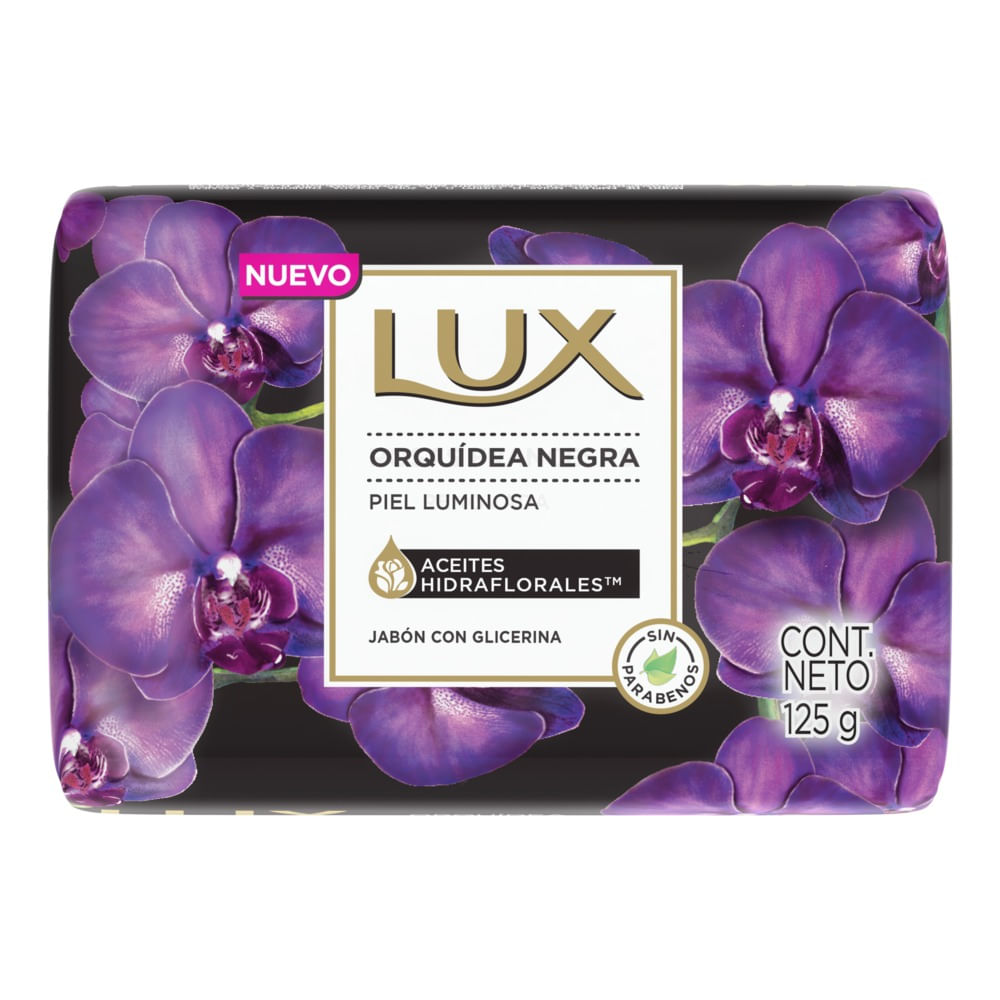 NUEVO
LUX
ORQUÍDEA NEGRA
PIEL LUMINOSA
ACEITES
HIDRAFLORALES™
JABÓN CON GLICERINA
SIN
PARABENOS
CONT.
NETO
125 g